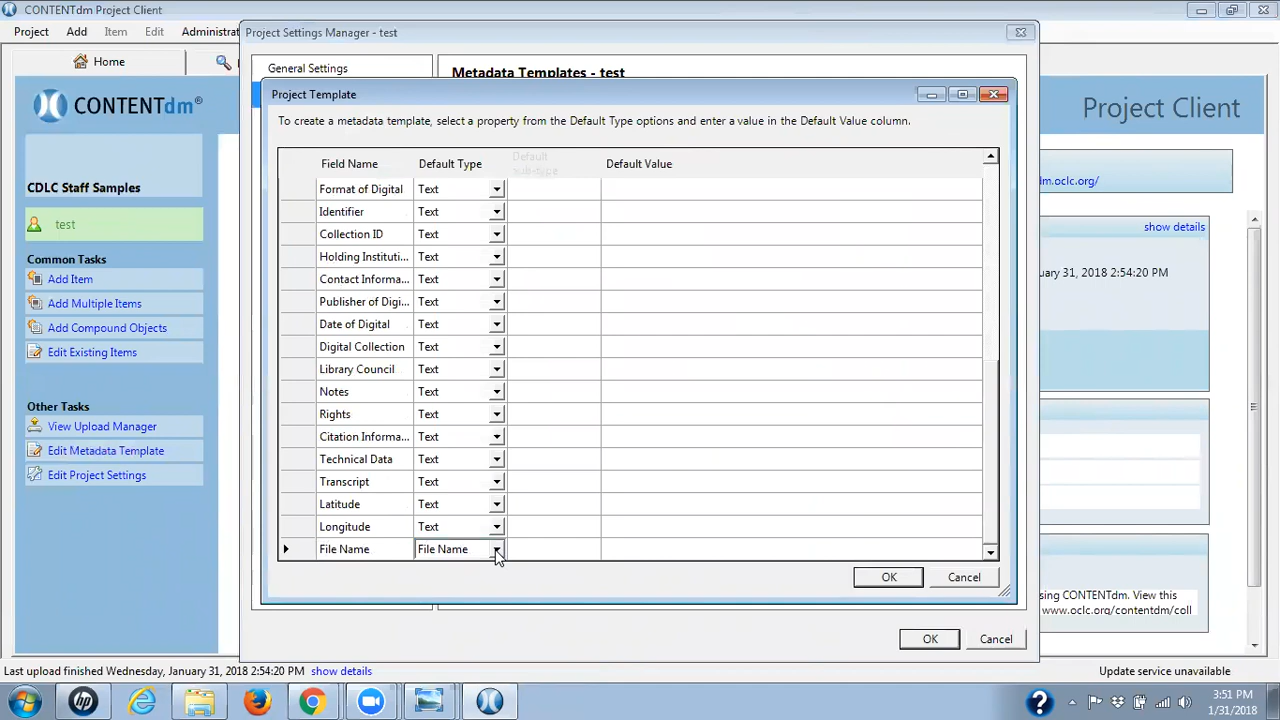 CONTENTdm Project Client
Project Add Item Edit Administrat
Home
CONTENTdm®
CDLC Staff Samples
test
Common Tasks
Add Item
Add Multiple Items
Add Compound Objects
Edit Existing Items
Other Tasks
View Upload Manager
Edit Metadata Template
Edit Project Settings
Project Settings Manager - test
General Settings
Metadata Templates - test
Project Template
To create a metadata template, select a property from the Default Type options and enter a value in the Default Value column.
Field Name Default Type Default sub-type Default Value
Format of Digital Text
Identifier Text
Collection ID Text
Holding Instituti... Text
Contact Informa... Text
Publisher of Digi... Text
Date of Digital Text
Digital Collection Text
Library Council Text
Notes Text
Rights Text
Citation Informa... Text
Technical Data Text
Transcript Text
Latitude Text
Longitude Text
File Name File Name
OK Cancel
OK Cancel
Project Client
dm.oclc.org/
show details
uary 31, 2018 2:54:20 PM
sing CONTENTdm. View this
www.oclc.org/contentdm/coll
Last upload finished Wednesday, January 31, 2018 2:54:20 PM show details
Update service unavailable
hp
?
3:51 PM
1/31/2018